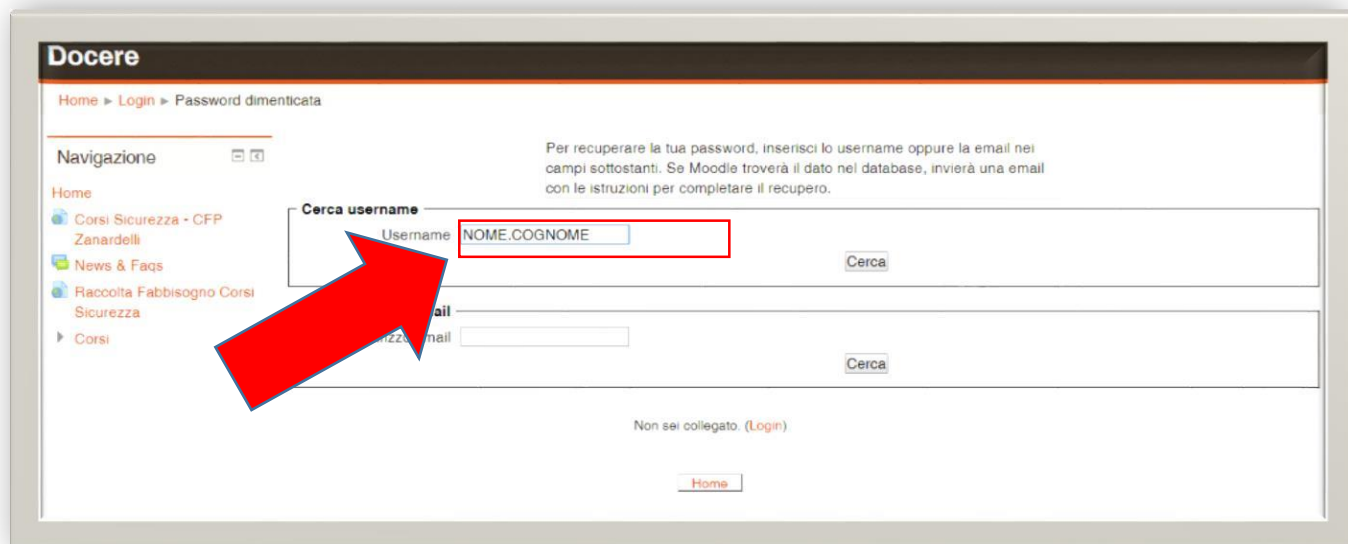 Docere
Home ► Login ► Password dimenticata
Navigazione
Home
Corsi Sicurezza - CFP
Zanardelli
News & Faqs
Raccolta Fabbisogno Corsi
Sicurezza
Corsi
Per recuperare la tua password, inserisci lo username oppure la email nei
campi sottostanti. Se Moodle troverà il dato nel database, invierà una email
con le istruzioni per completare il recupero.
Cerca username
Username NOME.COGNOME
Cerca
mail
Cerca
Non sei collegato. (Login)
Home